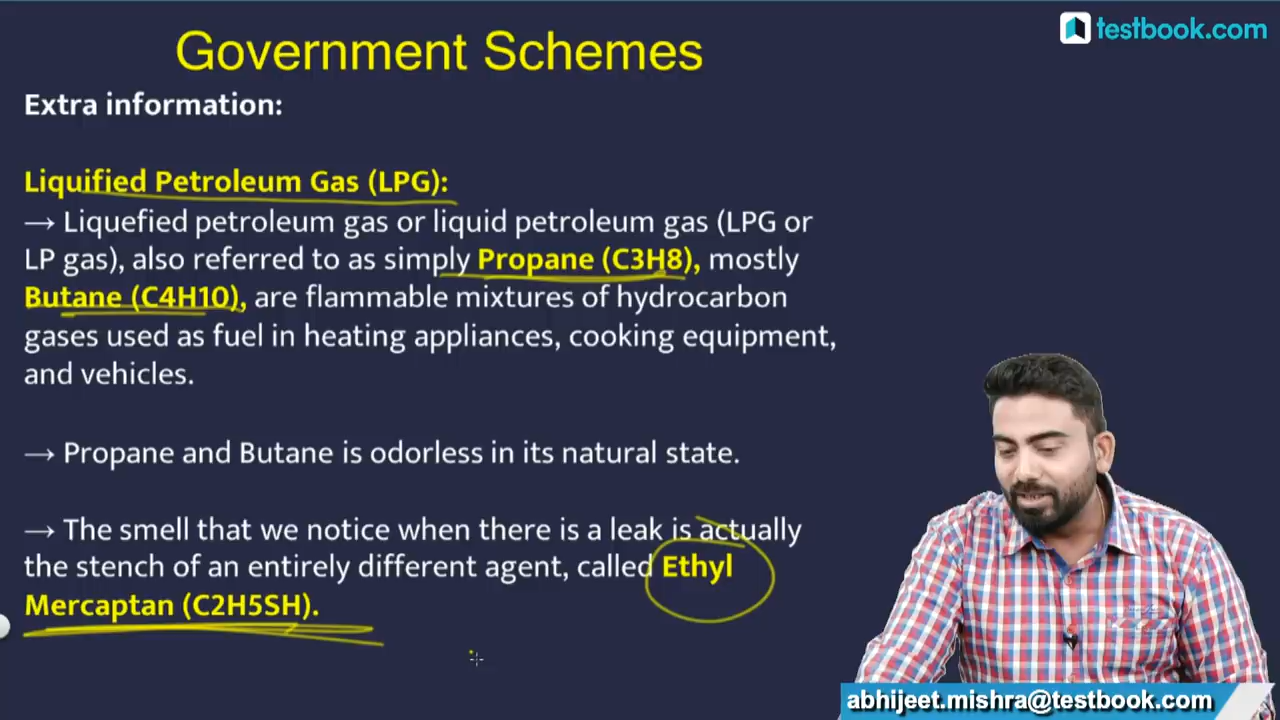 Government Schemes
testbook.com
Extra information:
Liquified Petroleum Gas (LPG):
→ Liquefied petroleum gas or liquid petroleum gas (LPG or
LP gas), also referred to as simply Propane (C3H8), mostly
Butane (C4H10), are flammable mixtures of hydrocarbon
gases used as fuel in heating appliances, cooking equipment,
and vehicles.
→ Propane and Butane is odorless in its natural state.
→ The smell that we notice when there is a leak is actually
the stench of an entirely different agent, called Ethyl
Mercaptan (C2H5SH).
abhijeet.mishra@testbook.com